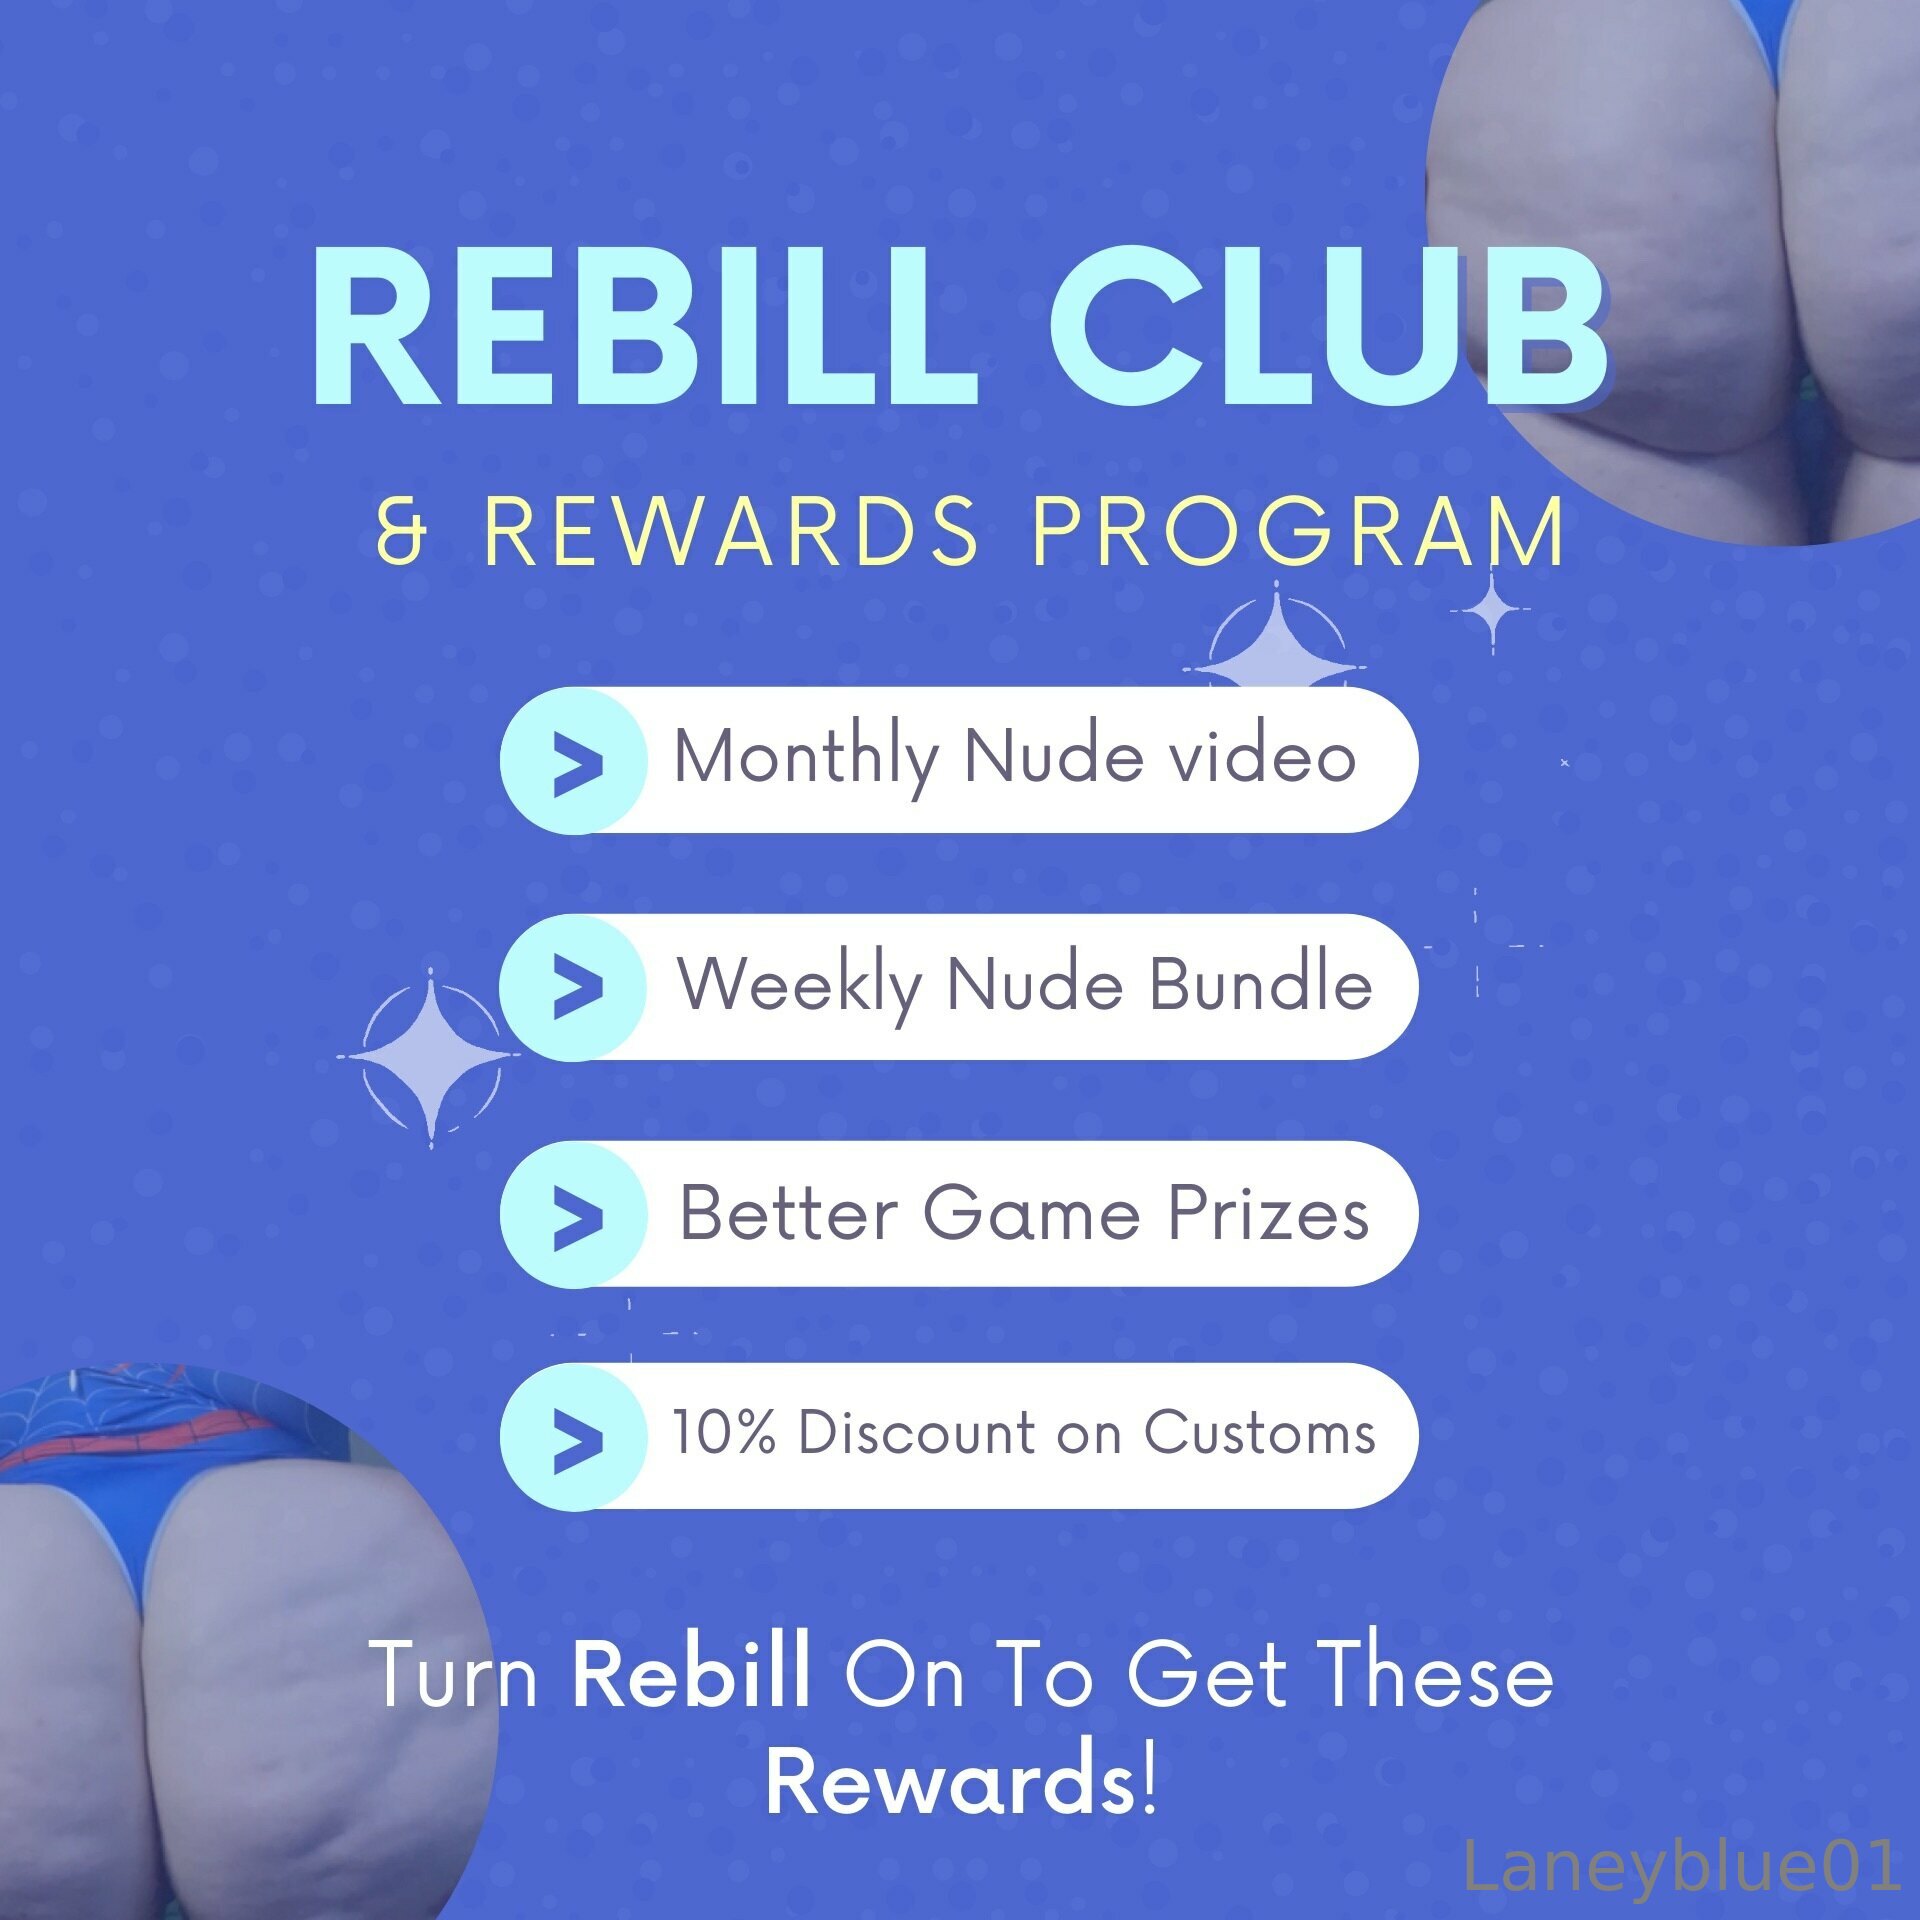 REBILL CLUB
& REWARDS PROGRAM
> Monthly Nude video
> Weekly Nude Bundle
> Better Game Prizes
> 10% Discount on Customs
Turn Rebill On To Get These
Rewards!
Laneyblue01